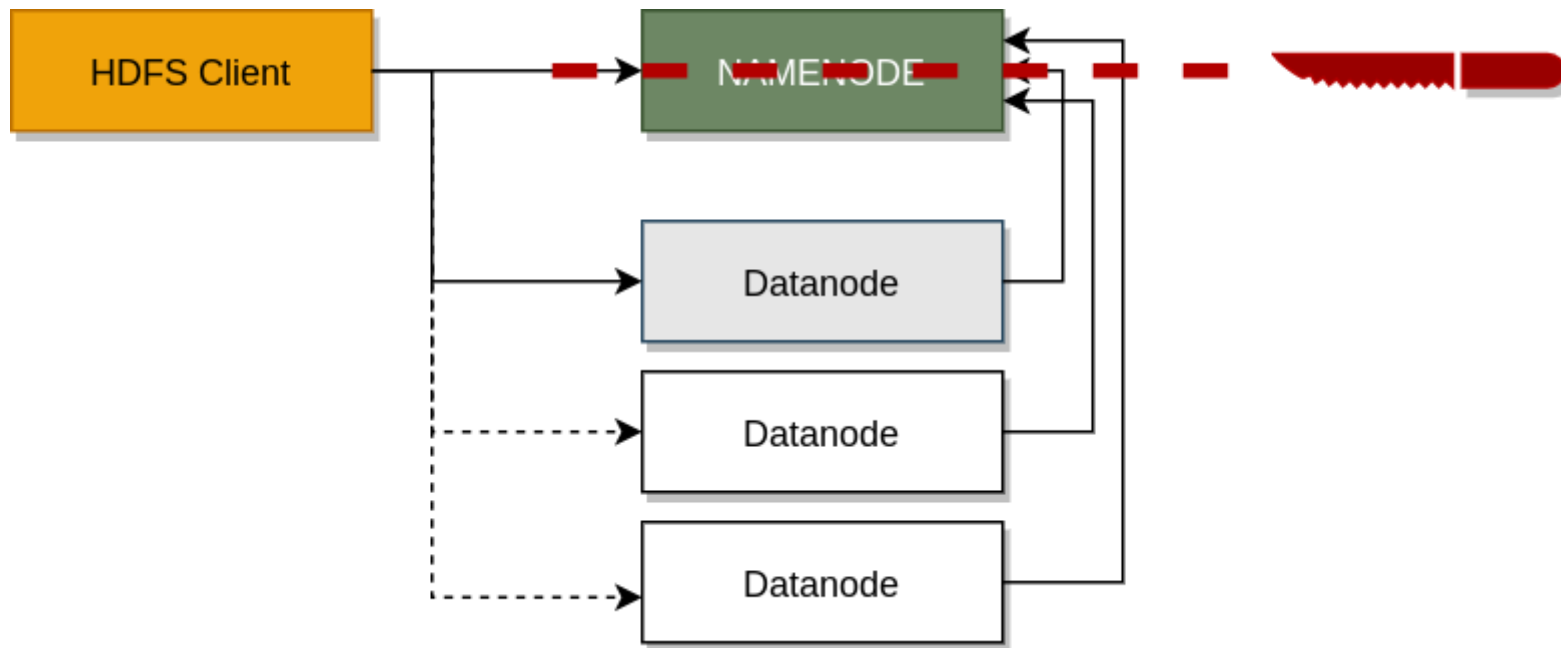 HDFS Client
NAMENODE
Datanode
Datanode
Datanode